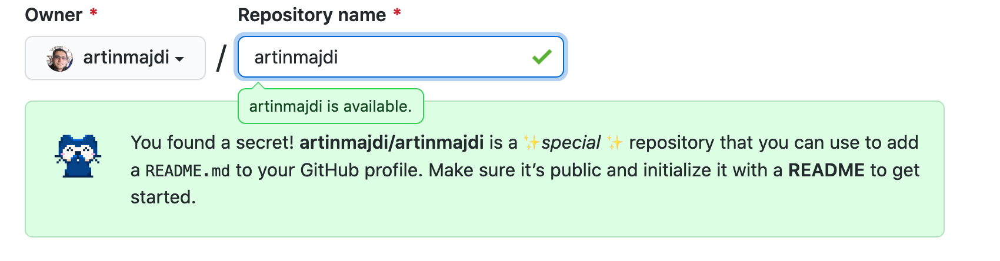 Owner *
Repository name *
artinmajdi
/
artinmajdi
artinmajdi is available.
You found a secret! artinmajdi/artinmajdi is a ✨special ✨ repository that you can use to add
a README.md to your GitHub profile. Make sure it’s public and initialize it with a README to get
started.